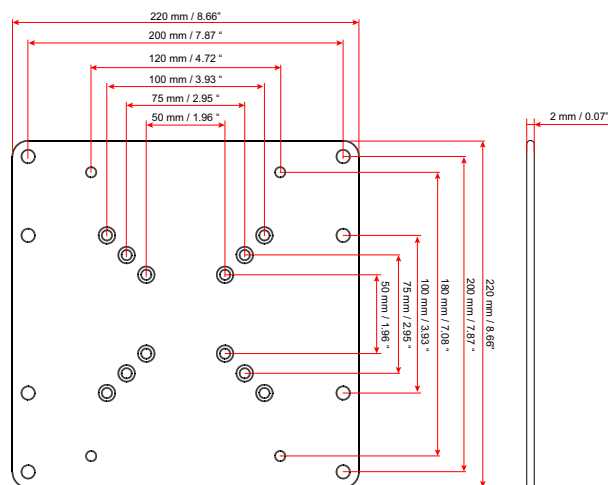 220 mm / 8.66"
200 mm / 7.87 “
120 mm / 4.72 “
100 mm / 3.93 “
75 mm / 2.95 “
50 mm / 1.96 “
2 mm / 0.07"
50 mm / 1.96 “
75 mm / 2.95 “
100 mm / 3.93 “
180 mm / 7.08 “
200 mm / 7.87 “
220 mm / 8.66"